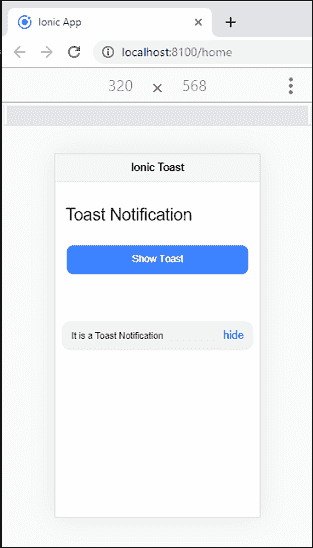 Ionic App
localhost:8100/home
320 × 568
Ionic Toast
Toast Notification
Show Toast
It is a Toast Notification hide